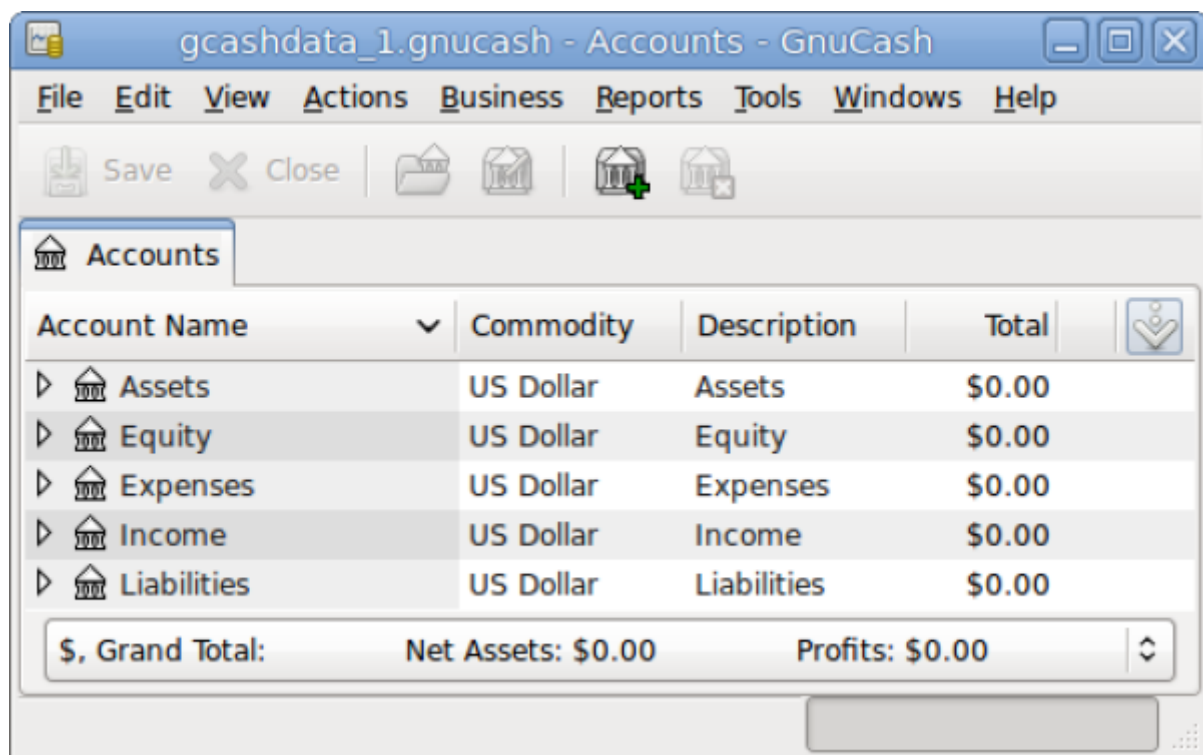 gcashdata_1.gnucash - Accounts - GnuCash
File Edit View Actions Business Reports Tools Windows Help
Save Close
Accounts
Account Name Commodity Description Total
Assets US Dollar Assets $0.00
Equity US Dollar Equity $0.00
Expenses US Dollar Expenses $0.00
Income US Dollar Income $0.00
Liabilities US Dollar Liabilities $0.00
$, Grand Total: Net Assets: $0.00 Profits: $0.00